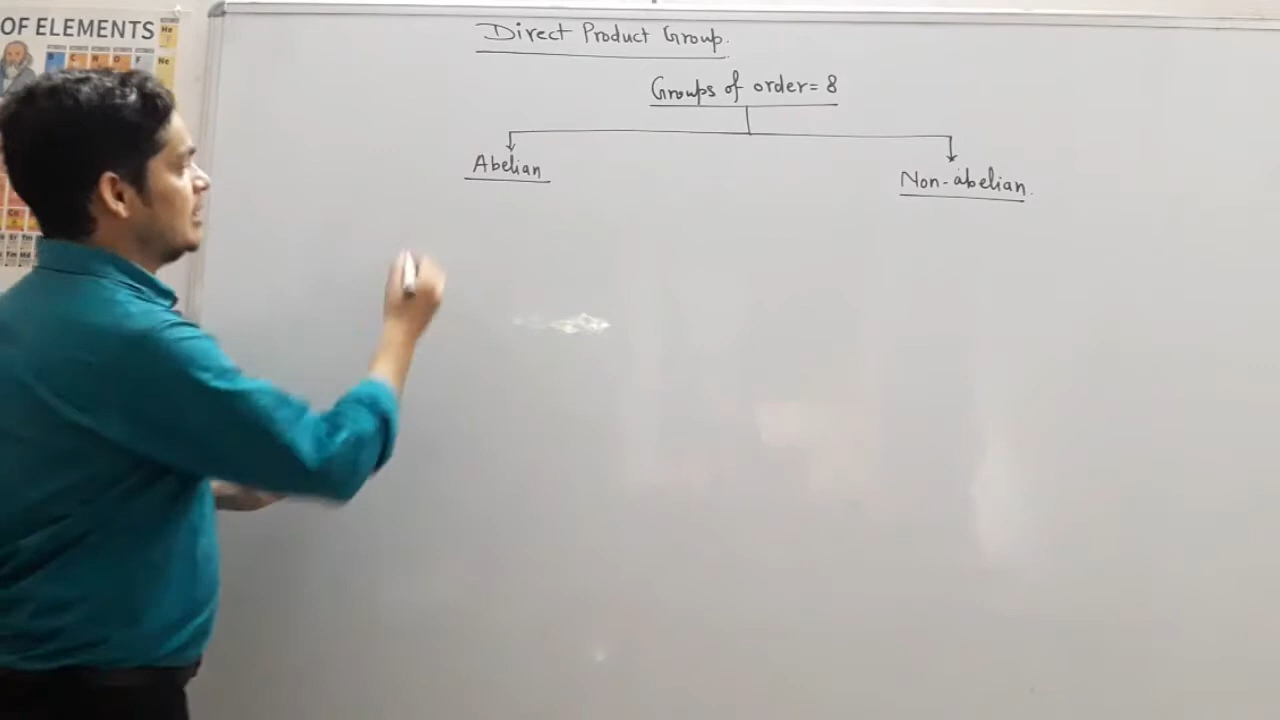 OF ELEMENTS
Direct Product Group.
Groups of order = 8
Abelian
Non-abelian.